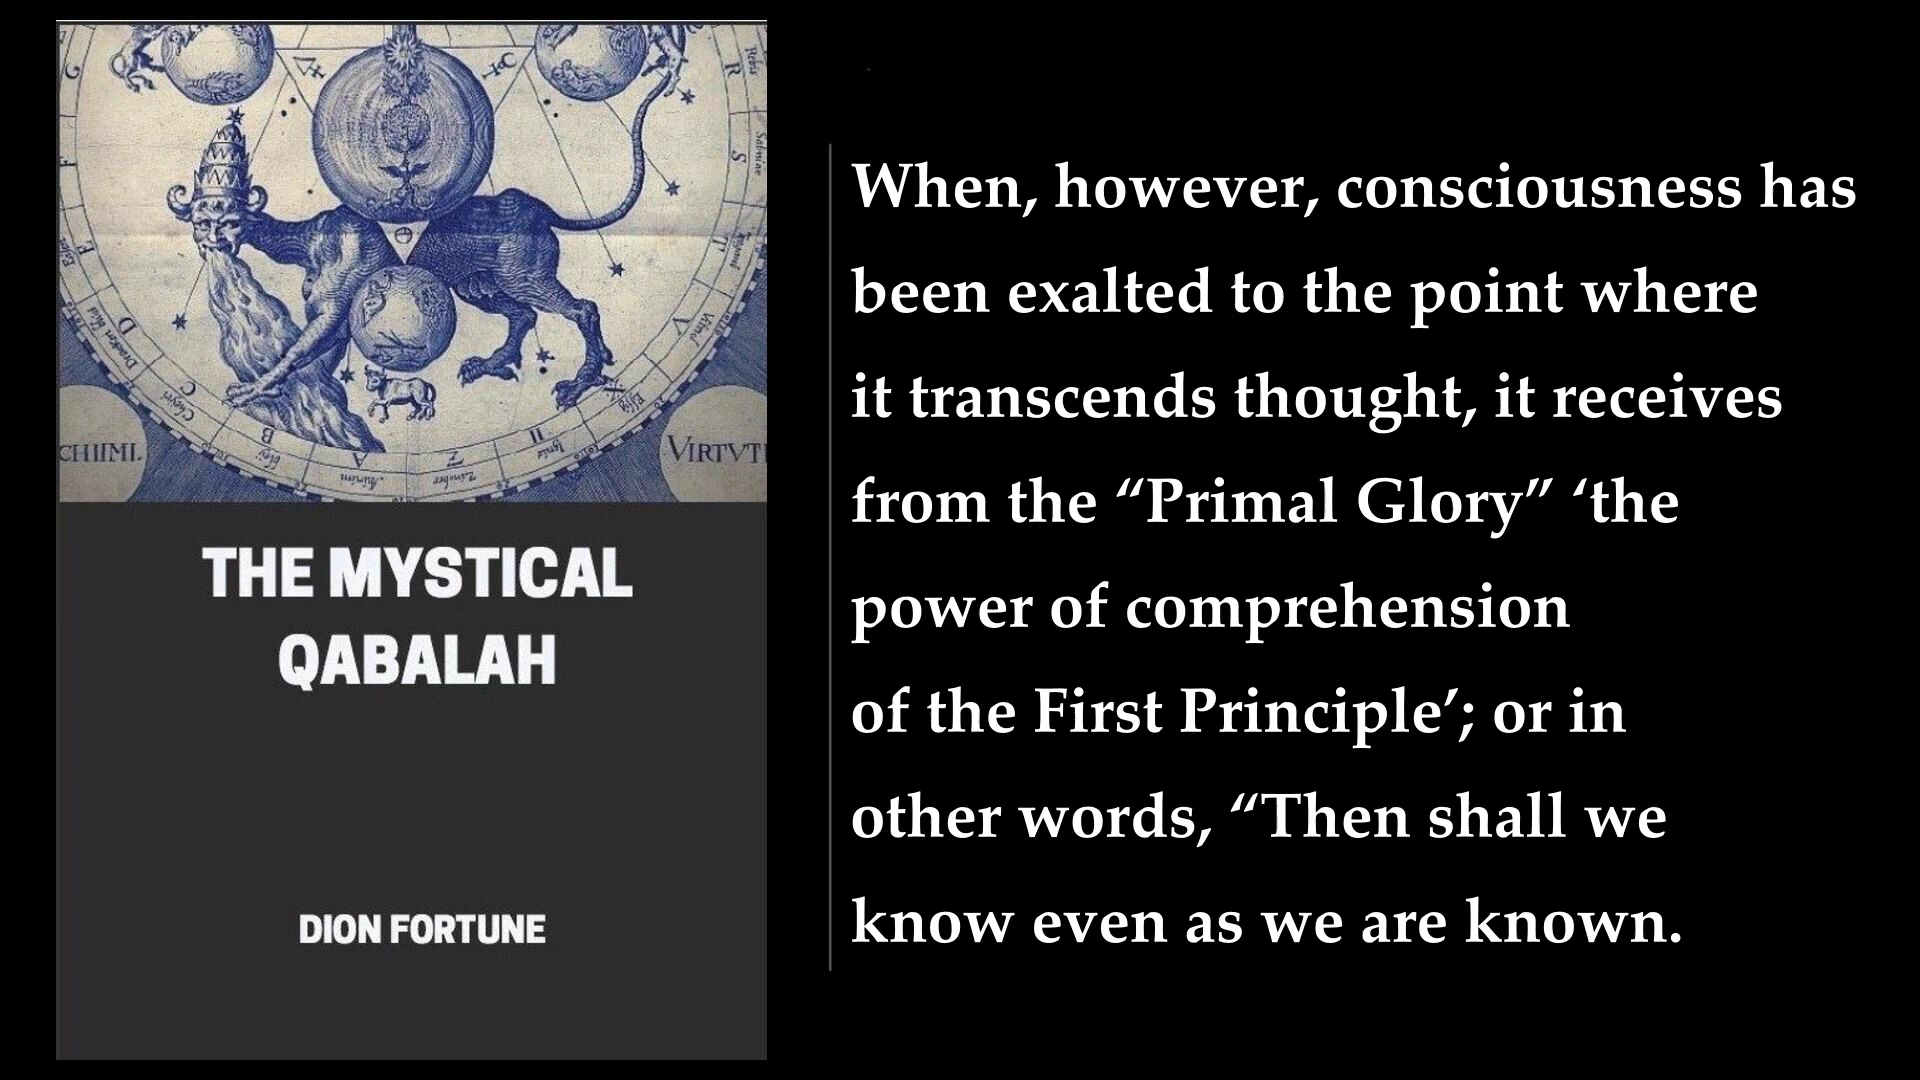 CHIIMI.
VIRTVTI
THE MYSTICAL
QABALAH
DION FORTUNE
When, however, consciousness has
been exalted to the point where
it transcends thought, it receives
from the “Primal Glory” ‘the
power of comprehension
of the First Principle’; or in
other words, “Then shall we
know even as we are known.